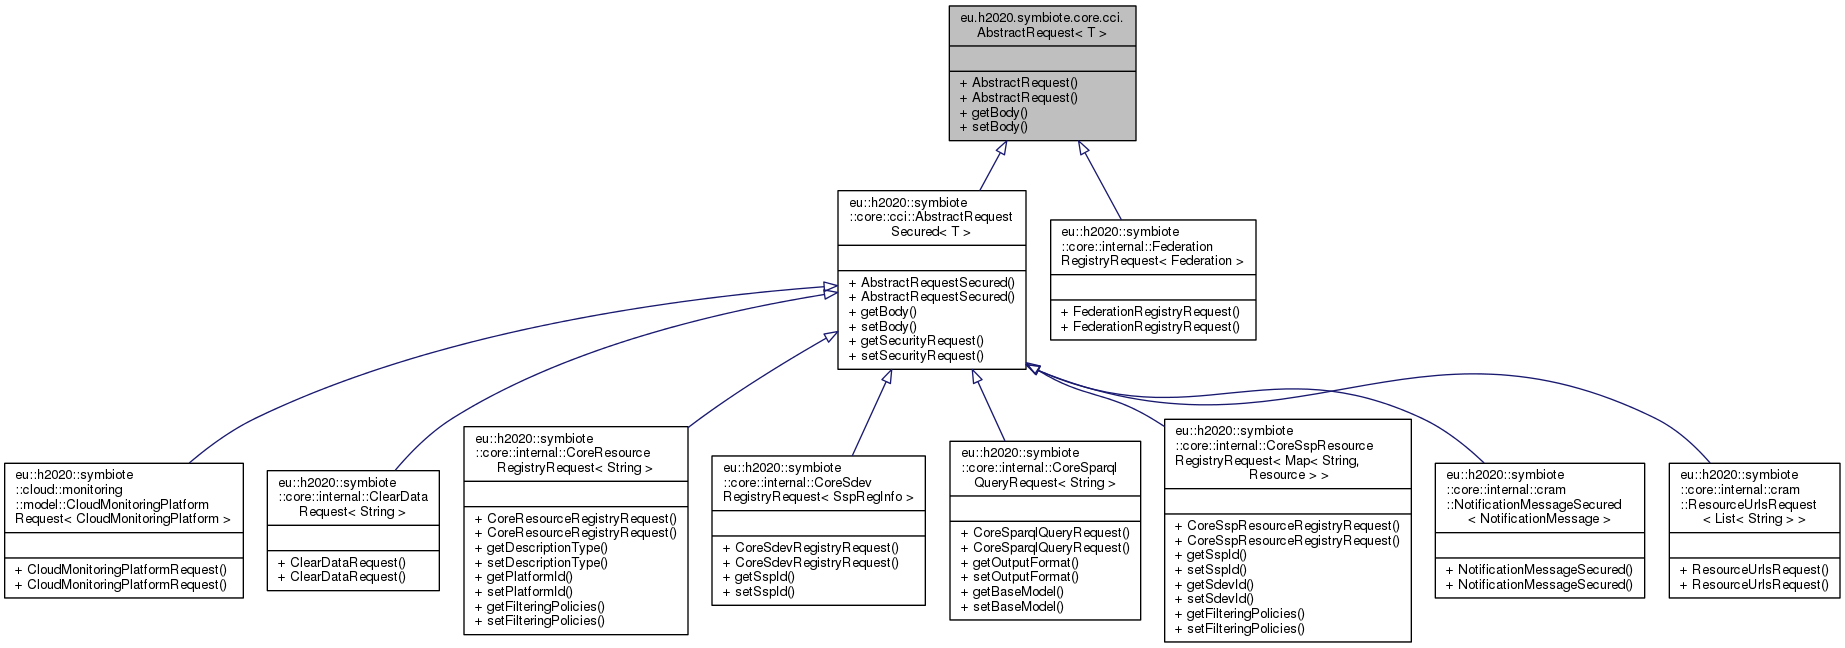 eu.h2020.symbiote.core.cci.
AbstractRequest< T >
+ AbstractRequest()
+ AbstractRequest()
+ getBody()
+ setBody()
eu::h2020::symbiote
::core::cci::AbstractRequest
Secured< T >
+ AbstractRequestSecured()
+ AbstractRequestSecured()
+ getBody()
+ setBody()
+ getSecurityRequest()
+ setSecurityRequest()
eu::h2020::symbiote
::core::internal::Federation
RegistryRequest< Federation >
+ FederationRegistryRequest()
+ FederationRegistryRequest()
eu::h2020::symbiote
::cloud::monitoring
::model::CloudMonitoringPlatform
Request< CloudMonitoringPlatform >
+ CloudMonitoringPlatformRequest()
+ CloudMonitoringPlatformRequest()
eu::h2020::symbiote
::core::internal::ClearData
Request< String >
+ ClearDataRequest()
+ ClearDataRequest()
eu::h2020::symbiote
::core::internal::CoreResource
RegistryRequest< String >
+ CoreResourceRegistryRequest()
+ CoreResourceRegistryRequest()
+ getDescriptionType()
+ setDescriptionType()
+ getPlatformId()
+ setPlatformId()
+ getFilteringPolicies()
+ setFilteringPolicies()
eu::h2020::symbiote
::core::internal::CoreSdev
RegistryRequest< SspRegInfo >
+ CoreSdevRegistryRequest()
+ CoreSdevRegistryRequest()
+ getSspId()
+ setSspId()
eu::h2020::symbiote
::core::internal::CoreSparql
QueryRequest< String >
+ CoreSparqlQueryRequest()
+ CoreSparqlQueryRequest()
+ getOutputFormat()
+ setOutputFormat()
+ getBaseModel()
+ setBaseModel()
eu::h2020::symbiote
::core::internal::CoreSspResource
RegistryRequest< Map< String,
Resource > >
+ CoreSspResourceRegistryRequest()
+ CoreSspResourceRegistryRequest()
+ getSspId()
+ setSspId()
+ getSdevId()
+ setSdevId()
+ getFilteringPolicies()
+ setFilteringPolicies()
eu::h2020::symbiote
::core::internal::cram
::NotificationMessageSecured
< NotificationMessage >
+ NotificationMessageSecured()
+ NotificationMessageSecured()
eu::h2020::symbiote
::core::internal::cram
::ResourceUrlsRequest
< List< String > >
+ ResourceUrlsRequest()
+ ResourceUrlsRequest()